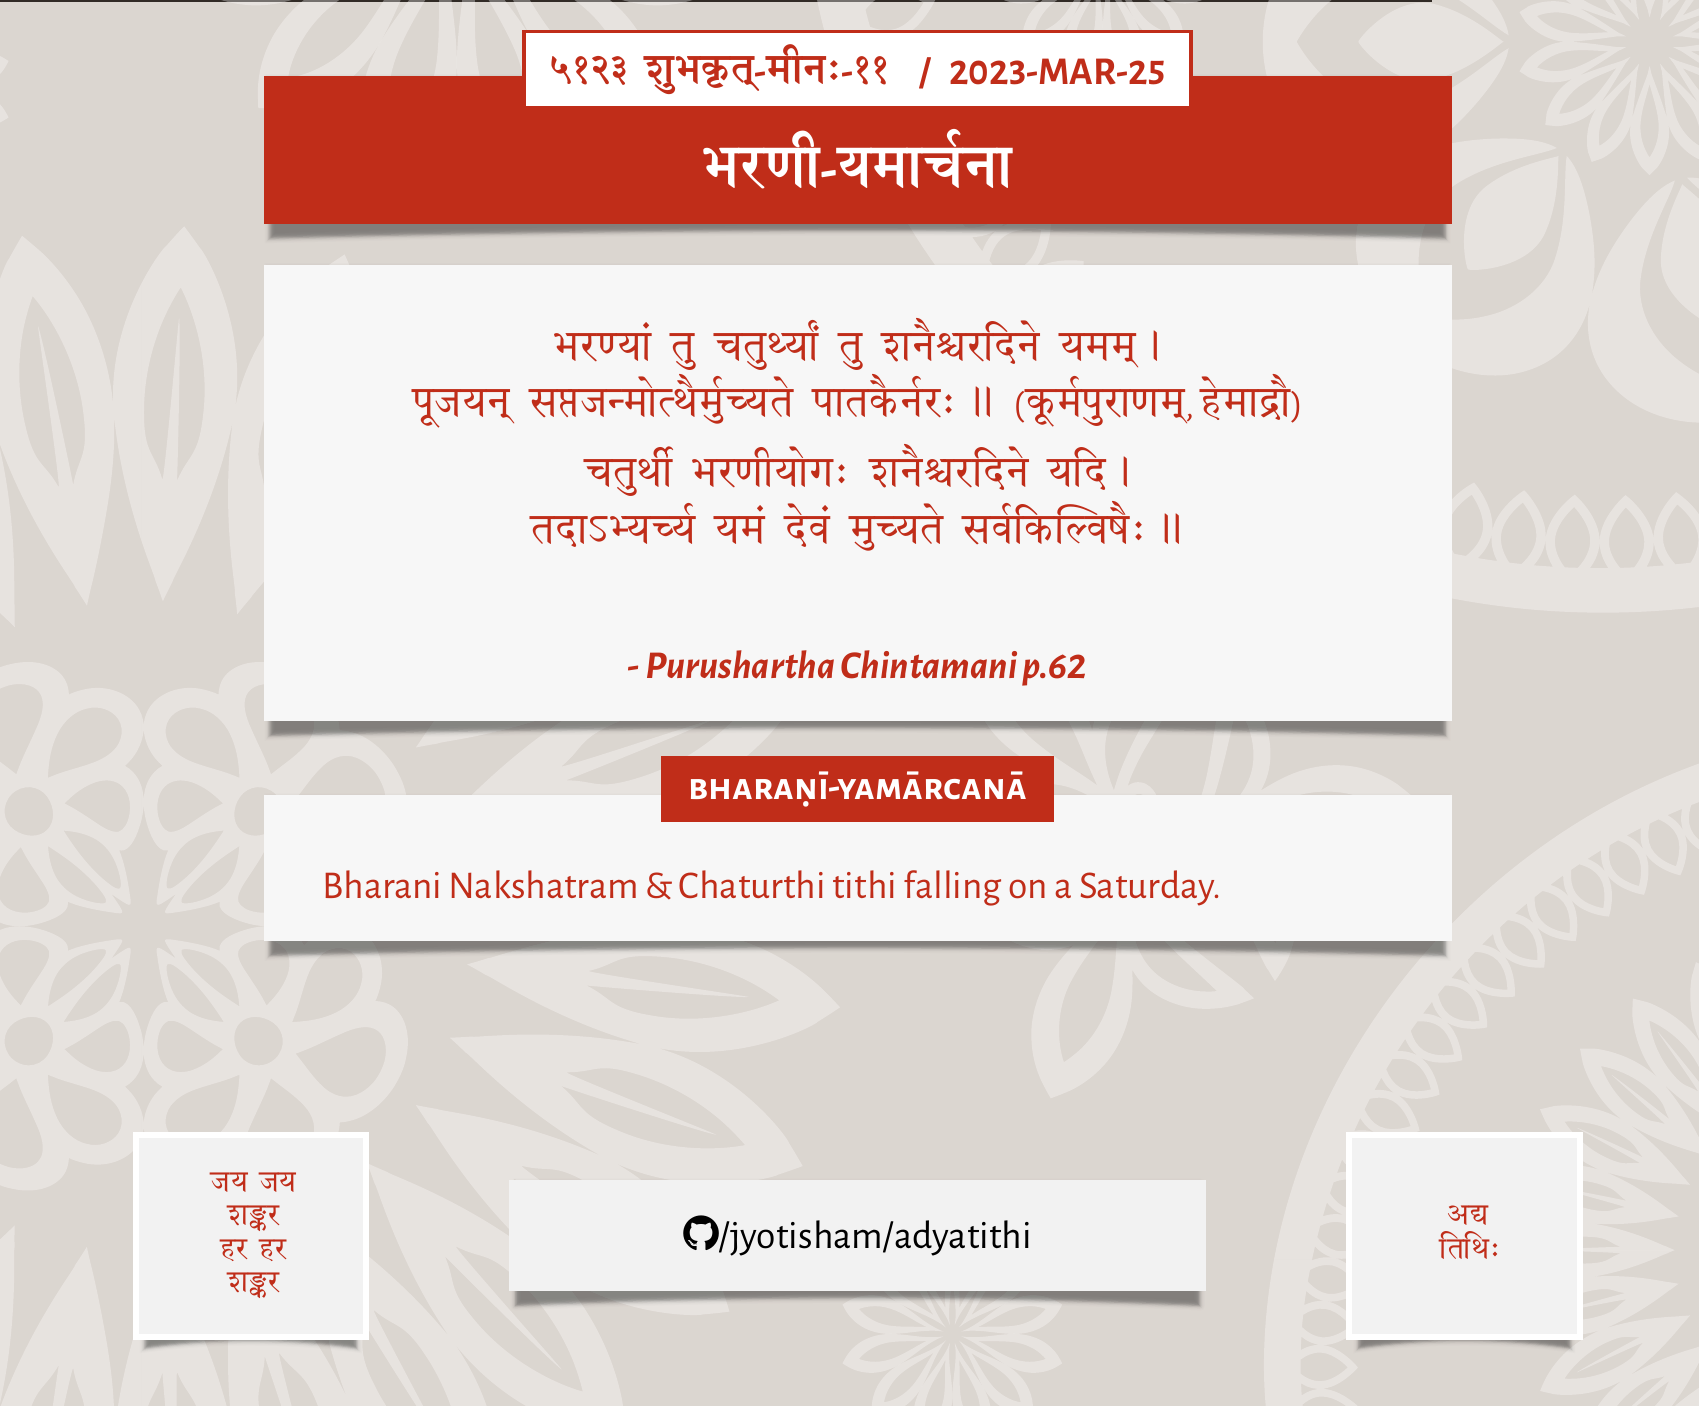 ५१२३ शुभकृत्-मीनः-११ / 2023-MAR-25
भरणी-यमार्चना
भरण्यां तु चतुर्थ्यां तु शनैश्चरदिने यमम्।
पूजयन् सप्तजन्मोत्थैर्मुच्यते पातकैर्नरः॥ (कूर्मपुराणम्, हेमाद्रौ)
चतुर्थी भरणीयोगः शनैश्चरदिने यदि।
तदाऽभ्यर्च्य यमं देवं मुच्यते सर्वकिल्विषैः॥
- Purushartha Chintamani p.62
BHARAṆĪ-YAMĀRCANĀ
Bharani Nakshatram & Chaturthi tithi falling on a Saturday.
जय जय
शङ्कर
हर हर
शङ्कर
/jyotisham/adyatithi
अद्य
तिथिः